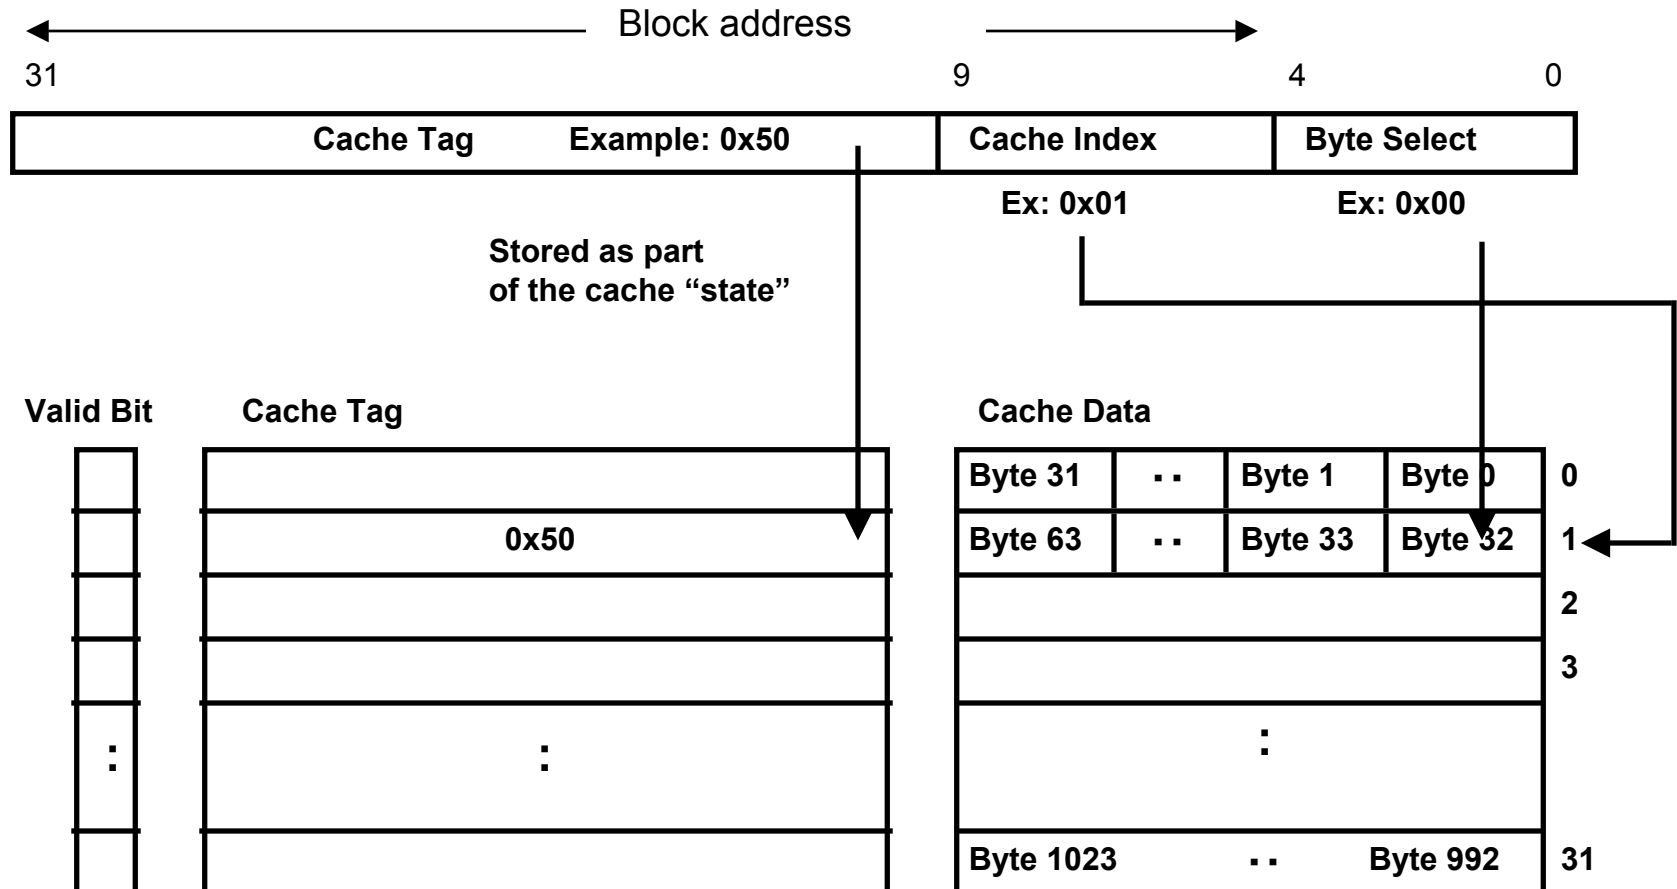 Block address
31 9 4 0
Cache Tag Example: 0x50 Cache Index Byte Select
Ex: 0x01 Ex: 0x00
Stored as part
of the cache “state”
Valid Bit Cache Tag Cache Data
Byte 31 .. Byte 1 Byte 0 0
0x50 Byte 63 .. Byte 33 Byte 32 1
2
3
: : :
Byte 1023 .. Byte 992 31